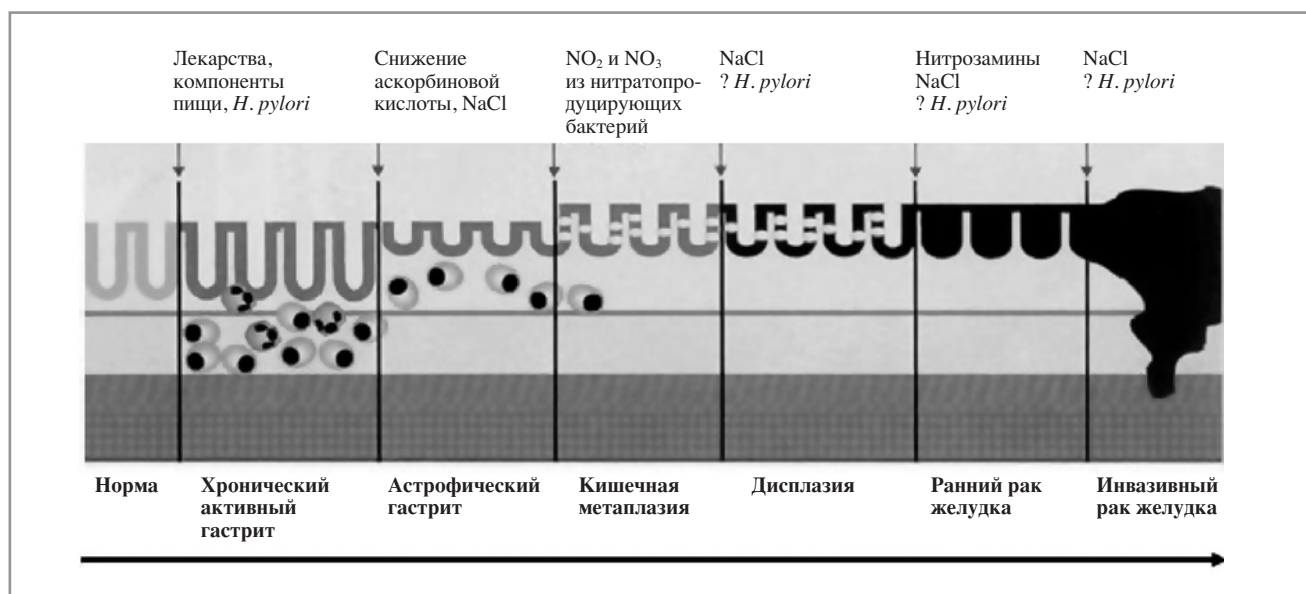 Лекарства,
компоненты
пищи, H. pylori
Снижение
аскорбиновой
кислоты, NaCl
NO₂ и NO₃
из нитратопро-
дуцирующих
бактерий
NaCl
? H. pylori
Нитрозамины
NaCl
? H. pylori
NaCl
? H. pylori
Норма
Хронический
активный
гастрит
Астрофический
гастрит
Кишечная
метаплазия
Дисплазия
Ранний рак
желудка
Инвазивный
рак желудка